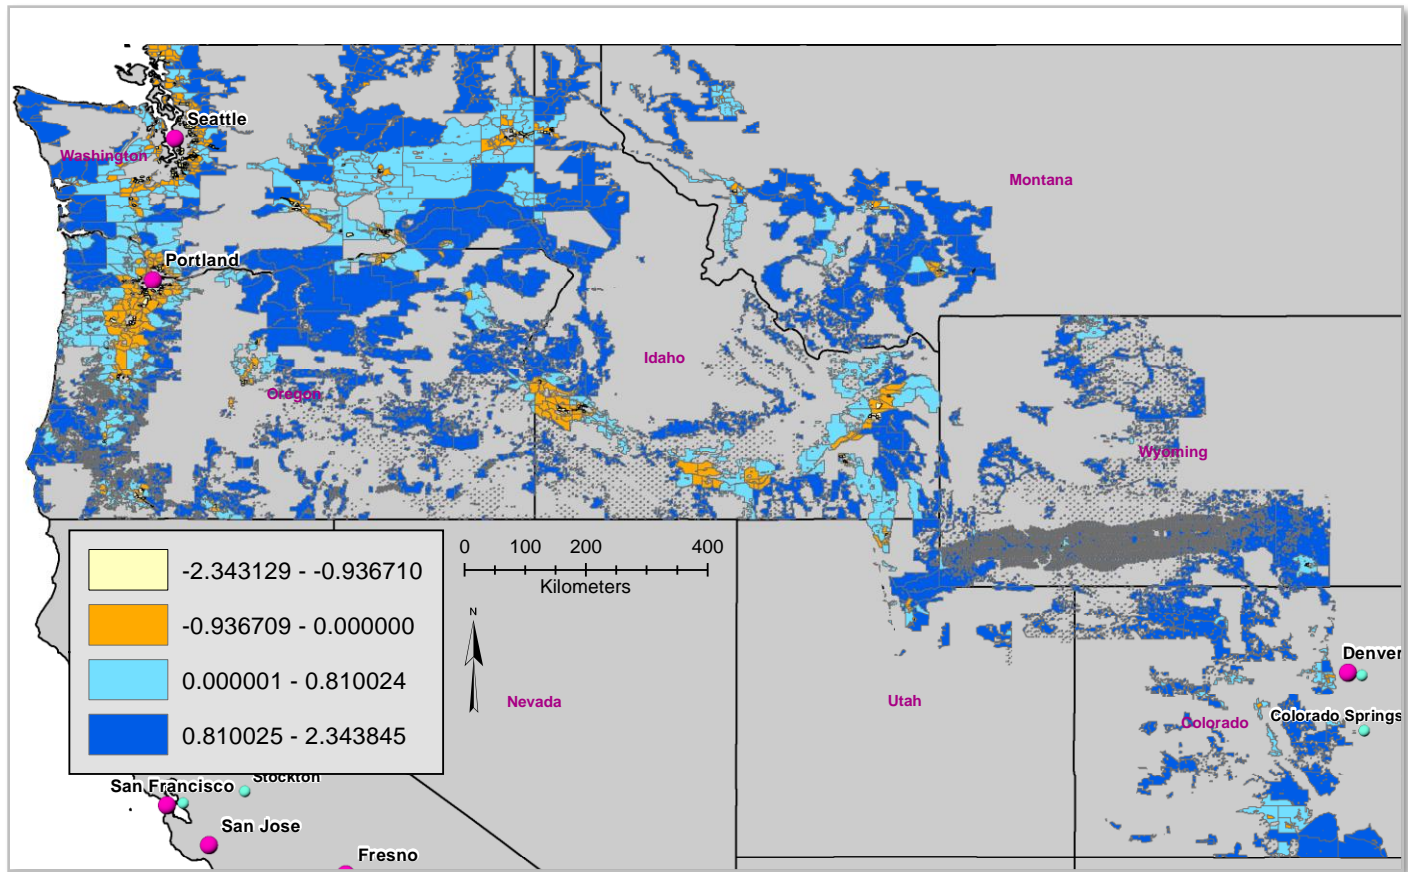 Seattle
Washington
Montana
Portland
Idaho
Oregon
Wyoming
-2.343129 - -0.936710
-0.936709 - 0.000000
0.000001 - 0.810024
0.810025 - 2.343845
0 100 200 400
Kilometers
N
Nevada
Utah
Denver
Colorado
Colorado Springs
Stockton
San Francisco
San Jose
Fresno